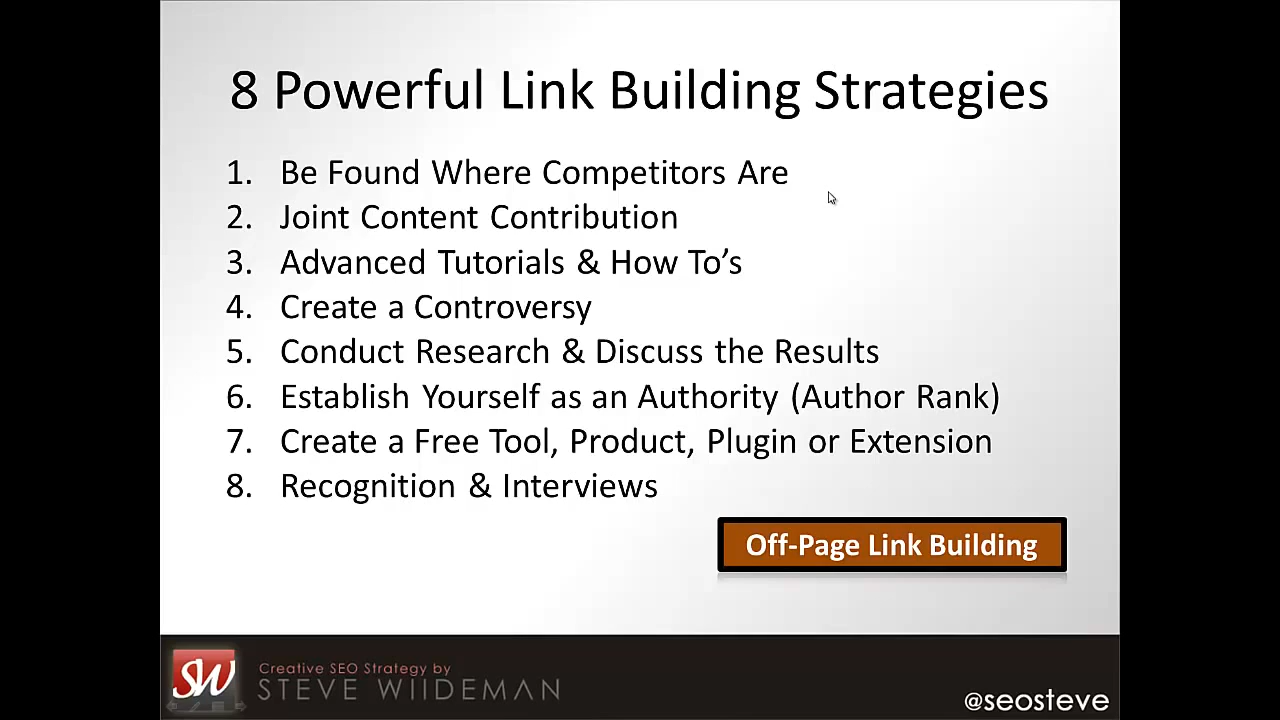 8 Powerful Link Building Strategies
1. Be Found Where Competitors Are
2. Joint Content Contribution
3. Advanced Tutorials & How To’s
4. Create a Controversy
5. Conduct Research & Discuss the Results
6. Establish Yourself as an Authority (Author Rank)
7. Create a Free Tool, Product, Plugin or Extension
8. Recognition & Interviews
Off-Page Link Building
SW
Creative SEO Strategy by
STEVE WIIDEMAN
@seosteve